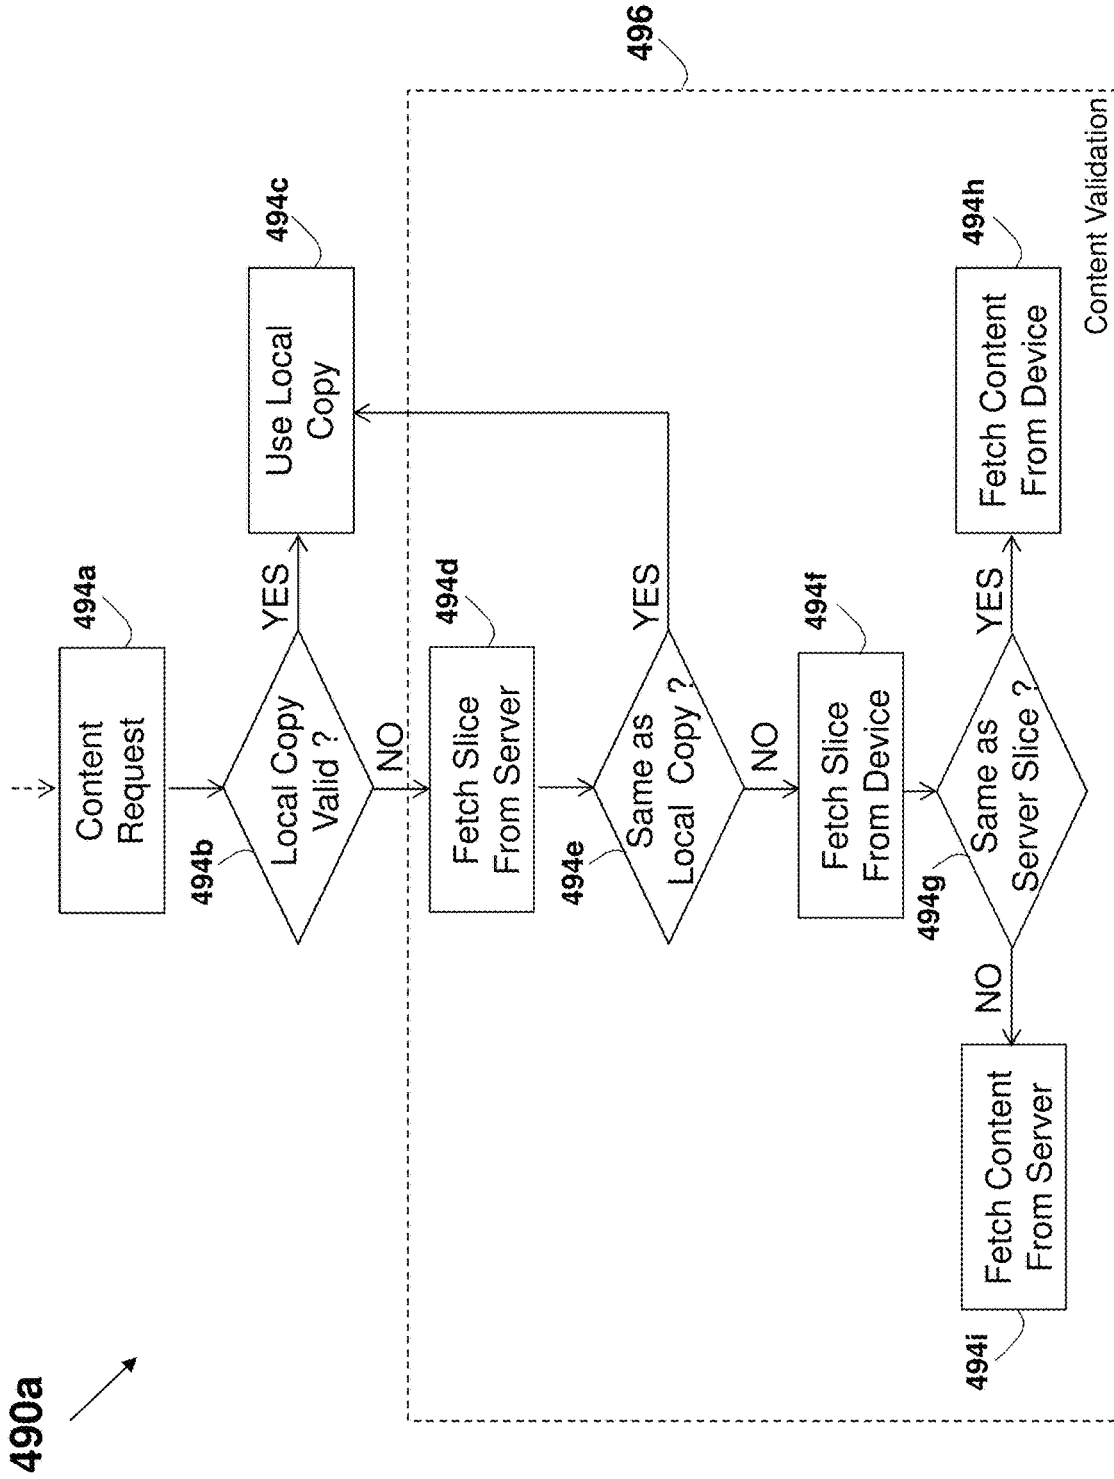 490a
494a
Content
Request
494b
Local Copy
Valid ?
YES
494c
Use Local
Copy
NO
496
494d
Fetch Slice
From Server
494e
Same as
Local Copy ?
YES
NO
494f
Fetch Slice
From Device
494g
Same as
Server Slice ?
NO
YES
494i
Fetch Content
From Server
494h
Fetch Content
From Device
Content Validation